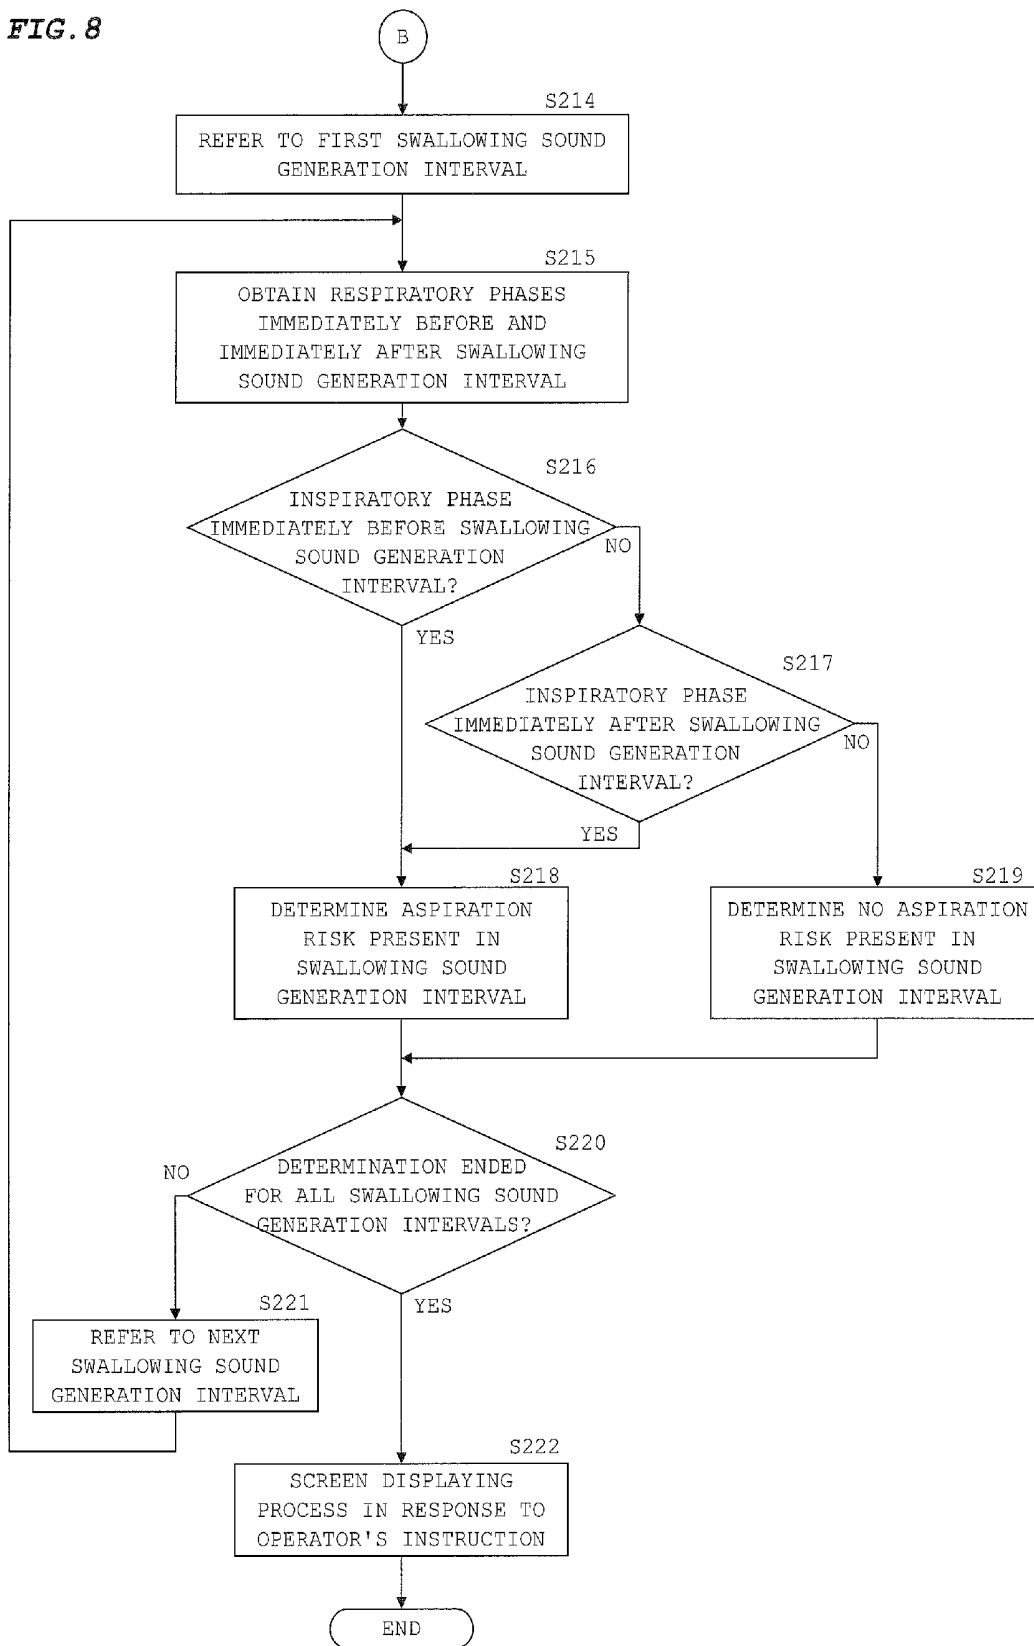 FIG. 8
B
S214
REFER TO FIRST SWALLOWING SOUND
GENERATION INTERVAL
S215
OBTAIN RESPIRATORY PHASES
IMMEDIATELY BEFORE AND
IMMEDIATELY AFTER SWALLOWING
SOUND GENERATION INTERVAL
S216
INSPIRATORY PHASE
IMMEDIATELY BEFORE SWALLOWING
SOUND GENERATION
INTERVAL?
NO
YES
S217
INSPIRATORY PHASE
IMMEDIATELY AFTER SWALLOWING
SOUND GENERATION
INTERVAL?
NO
YES
S218
DETERMINE ASPIRATION
RISK PRESENT IN
SWALLOWING SOUND
GENERATION INTERVAL
S219
DETERMINE NO ASPIRATION
RISK PRESENT IN
SWALLOWING SOUND
GENERATION INTERVAL
S220
DETERMINATION ENDED
FOR ALL SWALLOWING SOUND
GENERATION INTERVALS?
NO
YES
S221
REFER TO NEXT
SWALLOWING SOUND
GENERATION INTERVAL
S222
SCREEN DISPLAYING
PROCESS IN RESPONSE TO
OPERATOR'S INSTRUCTION
END